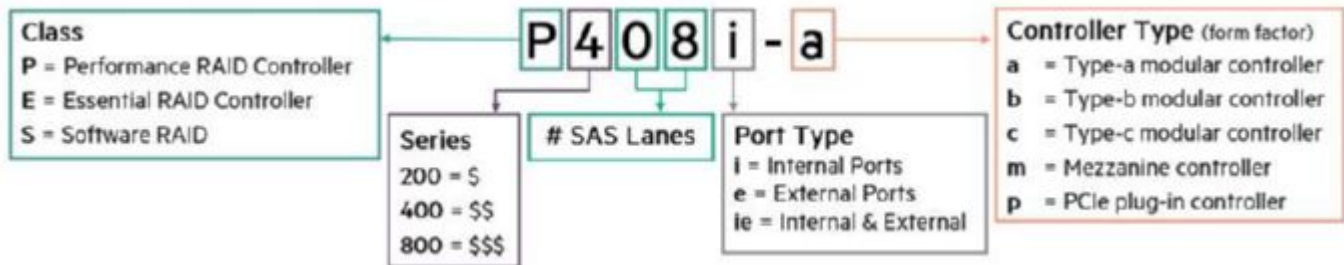 P408i-a
Class
P = Performance RAID Controller
E = Essential RAID Controller
S = Software RAID
Series
200 = $
400 = $$
800 = $$$
# SAS Lanes
Port Type
i = Internal Ports
e = External Ports
ie = Internal & External
Controller Type (form factor)
a = Type-a modular controller
b = Type-b modular controller
c = Type-c modular controller
m = Mezzanine controller
p = PCIe plug-in controller